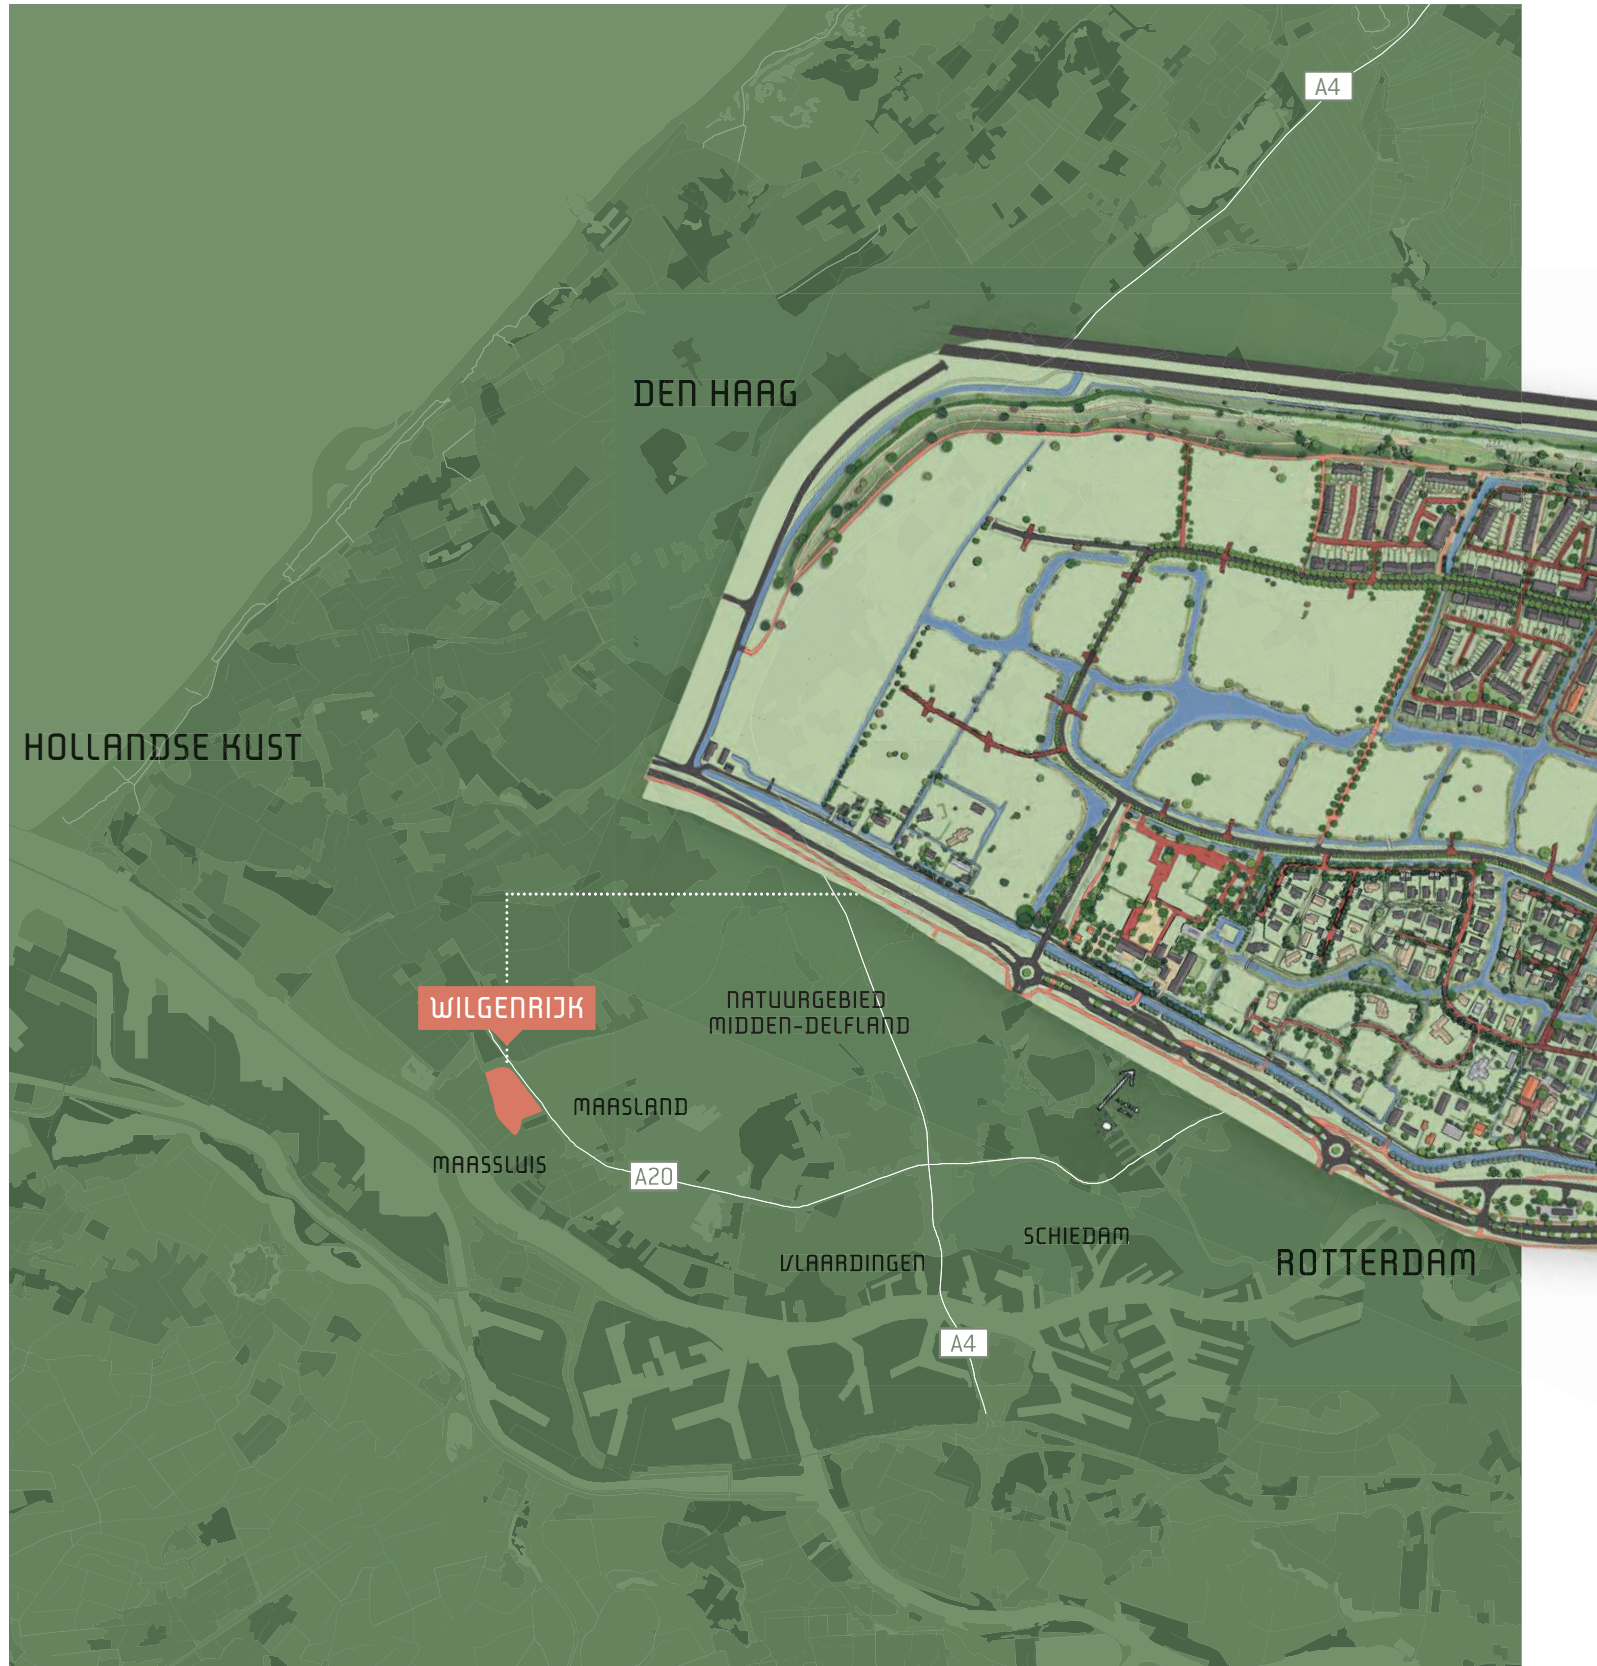 A4
DEN HAAG
HOLLANDSE KUST
WILGENRIJK
NATUURGEBIED
MIDDEN-DELFLAND
MAASLAND
MAASSLUIS
A20
SCHIEDAM
VLAARDINGEN
ROTTERDAM
A4